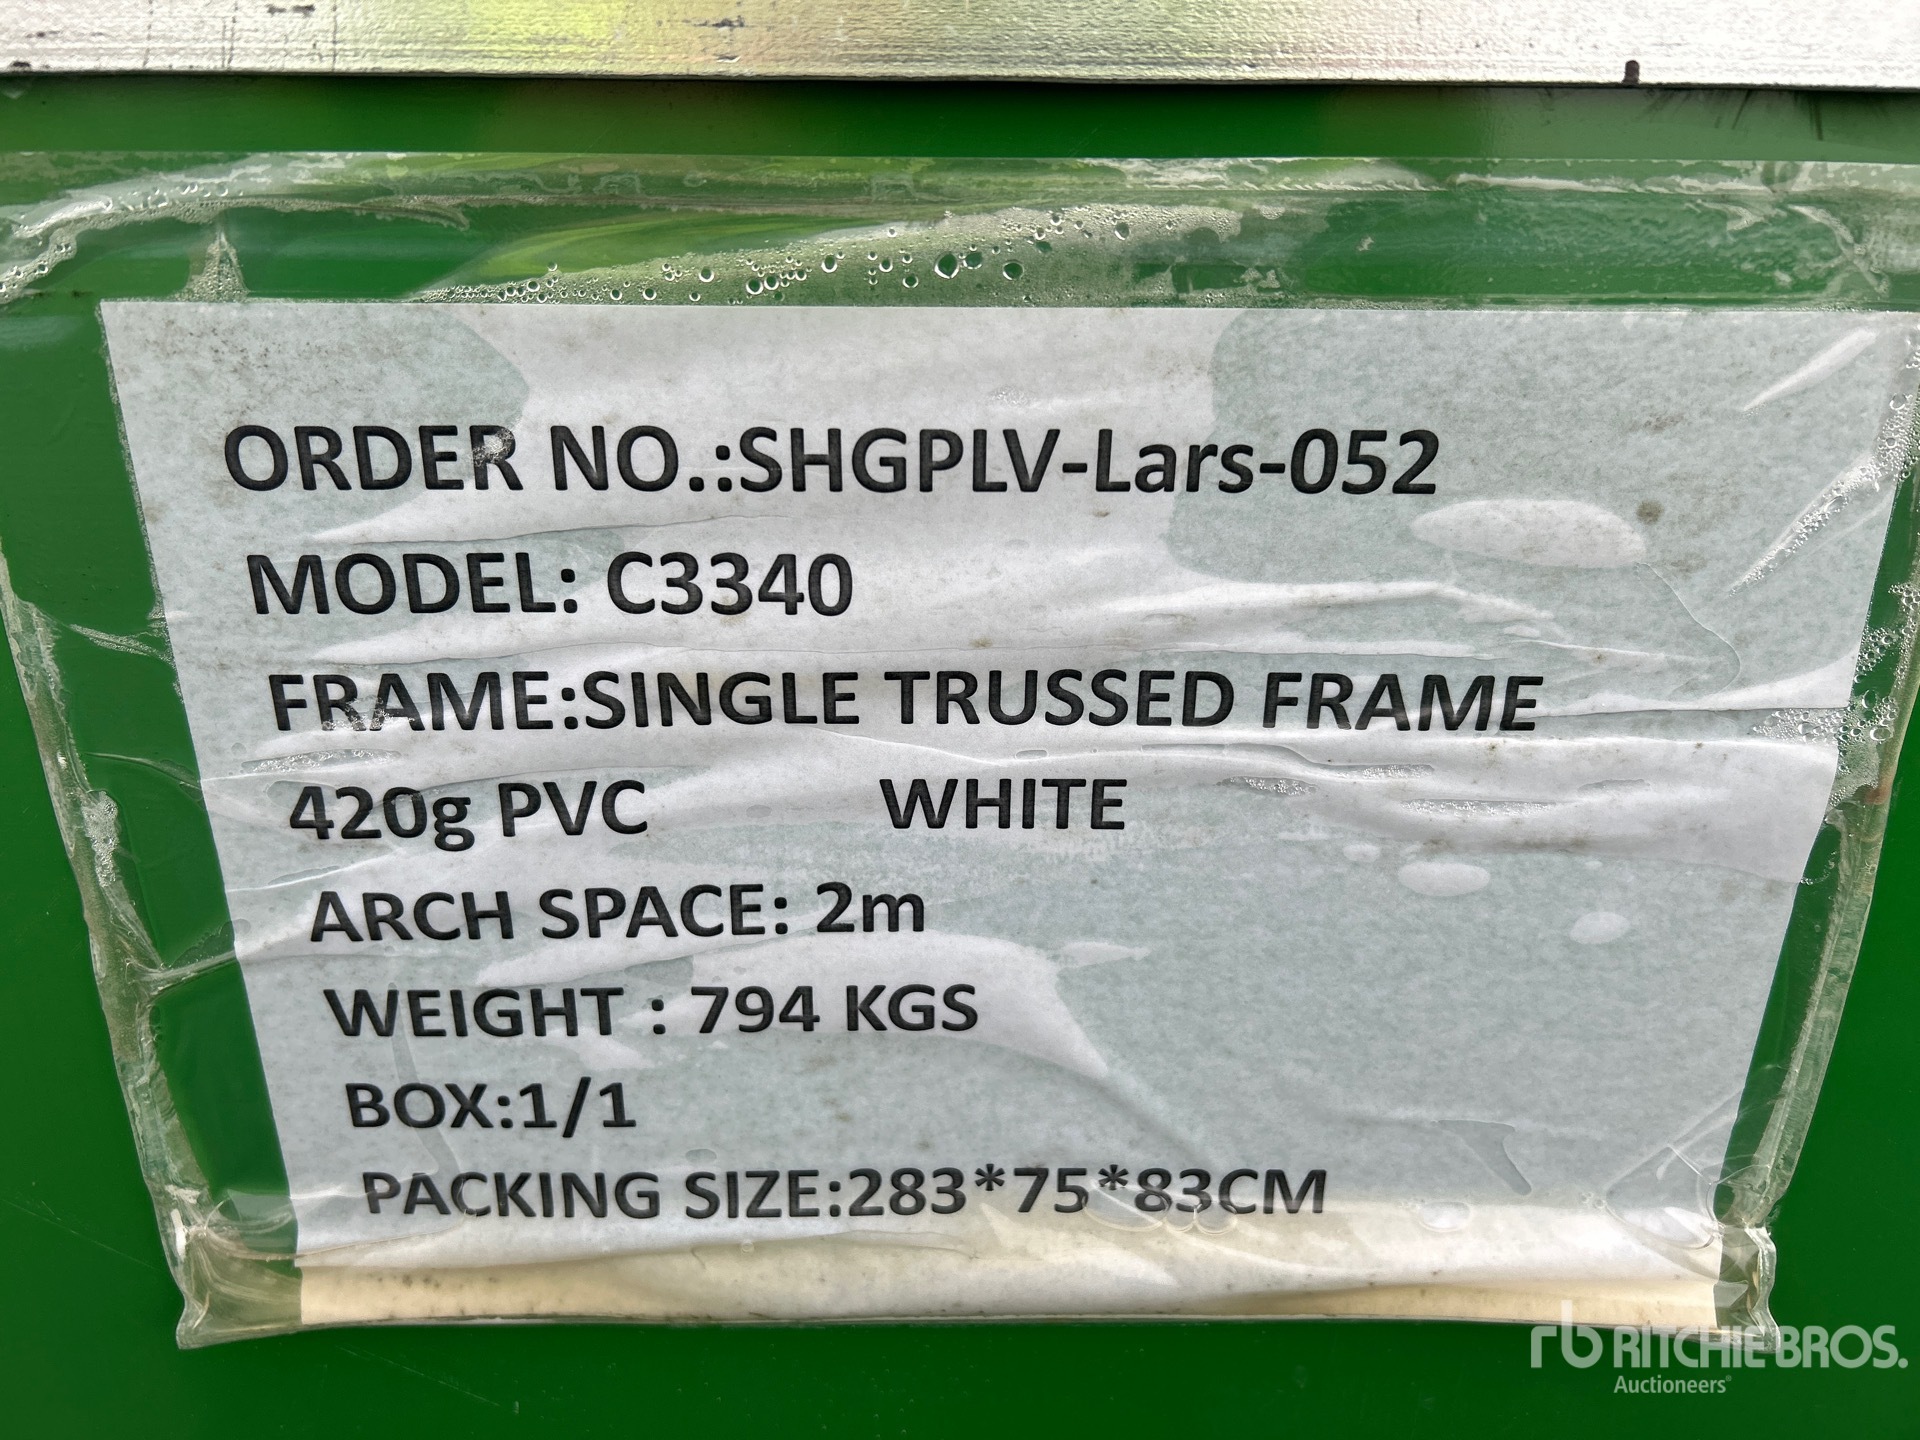 ORDER NO.:SHGPLV-Lars-052
MODEL: C3340
FRAME:SINGLE TRUSSED FRAME
420g PVC WHITE
ARCH SPACE: 2m
WEIGHT : 794 KGS
BOX:1/1
PACKING SIZE:283*75*83CM
rb RITCHIE BROS.
Auctioneers®